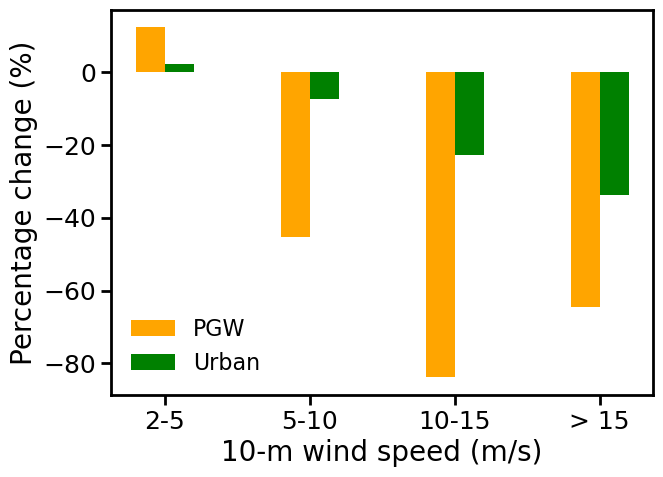 Percentage change (%)
0
−20
−40
−60
−80
PGW
Urban
2-5
5-10
10-15
> 15
10-m wind speed (m/s)